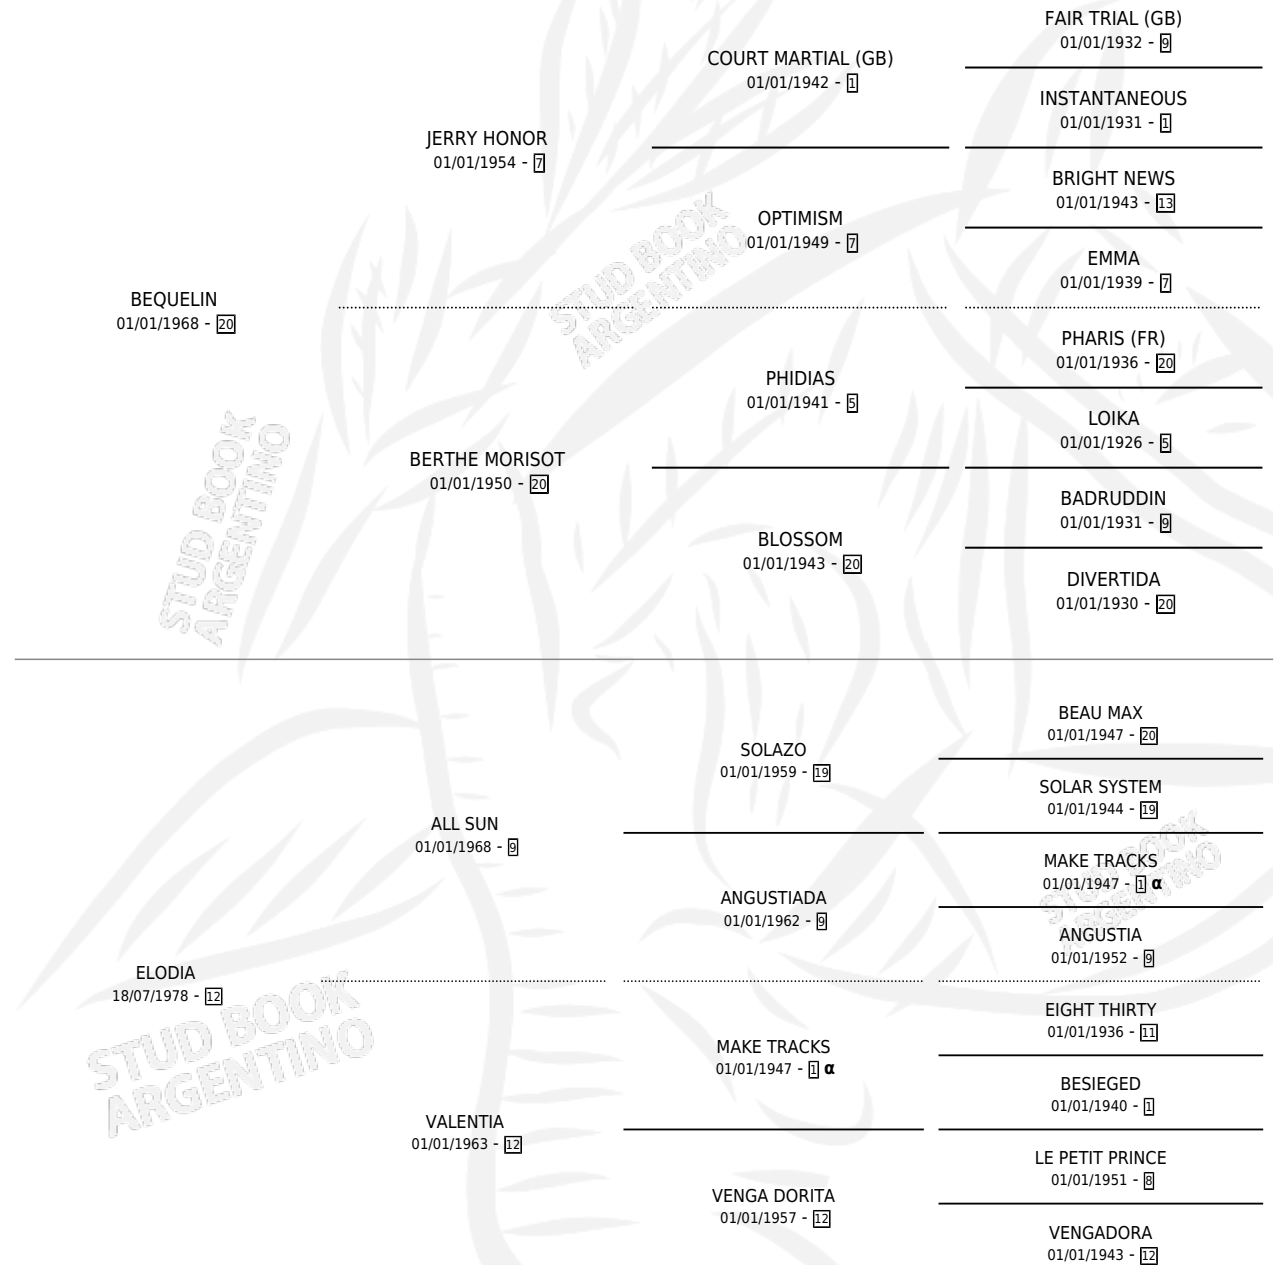 BEQUELIN
01/01/1968 - 20
JERRY HONOR
01/01/1954 - 7
BERTHE MORISOT
01/01/1950 - 20
COURT MARTIAL (GB)
01/01/1942 - 1
OPTIMISM
01/01/1949 - 7
PHIDIAS
01/01/1941 - 5
BLOSSOM
01/01/1943 - 20
FAIR TRIAL (GB)
01/01/1932 - 9
INSTANTANEOUS
01/01/1931 - 1
BRIGHT NEWS
01/01/1943 - 13
EMMA
01/01/1939 - 7
PHARIS (FR)
01/01/1936 - 20
LOIKA
01/01/1926 - 5
BADRUDDIN
01/01/1931 - 9
DIVERTIDA
01/01/1930 - 20
ELODIA
18/07/1978 - 12
ALL SUN
01/01/1968 - 9
VALENTIA
01/01/1963 - 12
SOLAZO
01/01/1959 - 19
ANGUSTIADA
01/01/1962 - 9
MAKE TRACKS
01/01/1947 - 1 α
VENGA DORITA
01/01/1957 - 12
BEAU MAX
01/01/1947 - 20
SOLAR SYSTEM
01/01/1944 - 19
MAKE TRACKS
01/01/1947 - 1 α
ANGUSTIA
01/01/1952 - 9
EIGHT THIRTY
01/01/1936 - 11
BESIEGED
01/01/1940 - 1
LE PETIT PRINCE
01/01/1951 - 8
VENGADORA
01/01/1943 - 12
STUD BOOK
ARGENTINO
STUD BOOK
ARGENTINO
STUD BOOK
ARGENTINO
STUD BOOK
ARGENTINO